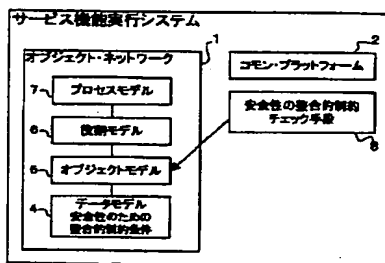 サービス機能実行システム
オブジェクト・ネットワーク
1
7
プロセスモデル
6
役割モデル
5
オブジェクトモデル
4
データモデル
安全性のための
整合的制約条件
2
コモン・プラットフォーム
安全性の整合的制約
チェック手段
8